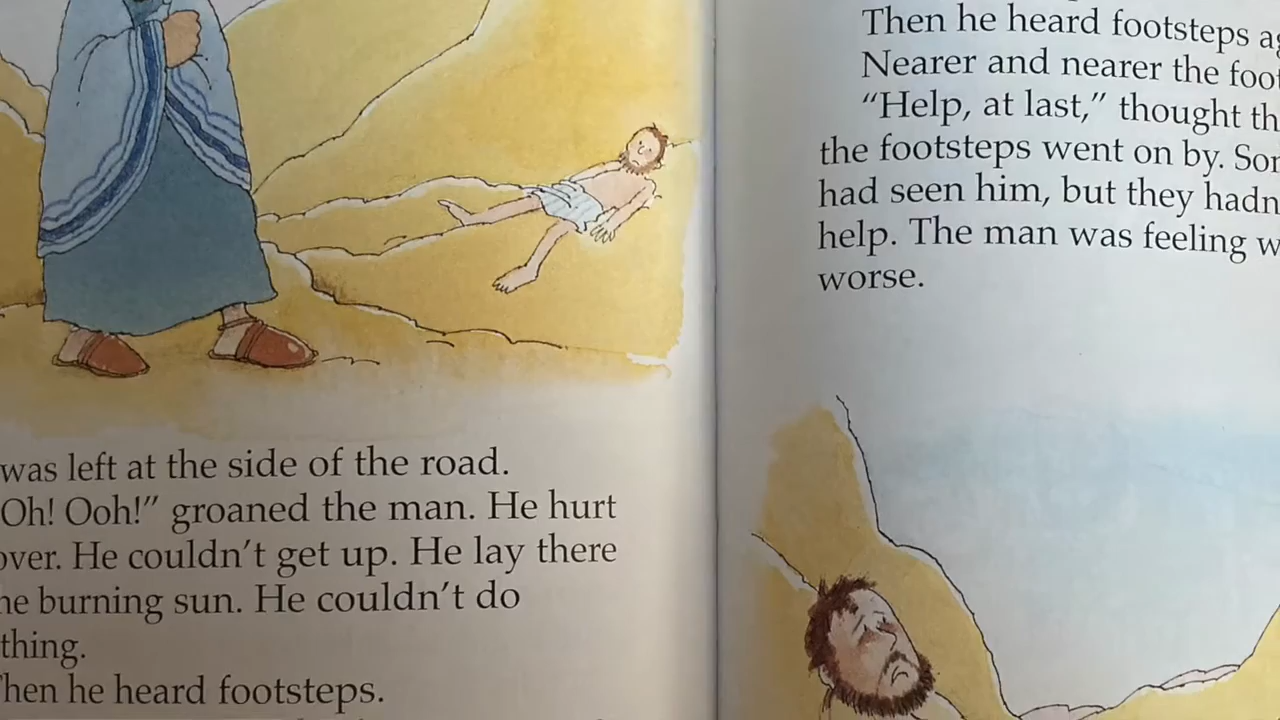 was left at the side of the road.
Oh! Ooh!" groaned the man. He hurt
over. He couldn't get up. He lay there
burning sun. He couldn't do
thing.
Then he heard footsteps.
Then he heard footsteps
Nearer and nearer the
"Help, at last," thought
the footsteps went on by.
had seen him, but they
help. The man was feeling
worse.